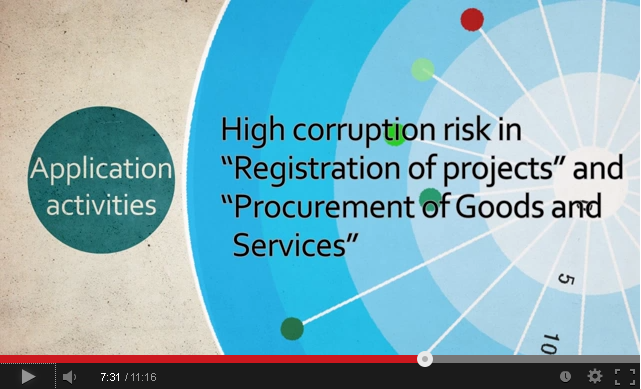 Application
activities
High corruption risk in
“Registration of projects” and
“Procurement of Goods and
Services”
0
5
10
7:31 / 11:16